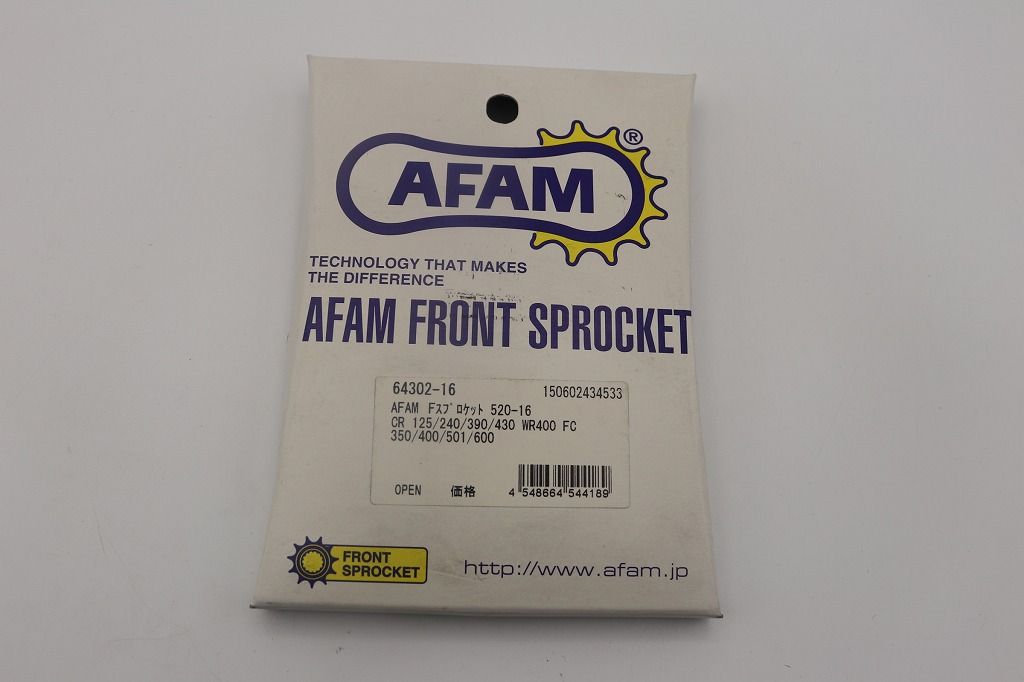 AFAM®
TECHNOLOGY THAT MAKES
THE DIFFERENCE
AFAM FRONT SPROCKET
64302-16 150602434533
AFAM Fｽﾌﾟﾛｹｯﾄ 520-16
CR 125/240/390/430 WR400 FC
350/400/501/600
OPEN 価格
4 548664 544189
FRONT
SPROCKET
http://www.afam.jp